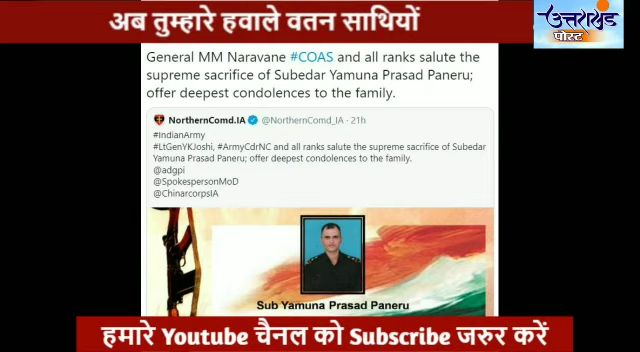 अब तुम्हारे हवाले वतन साथियों
उत्तराखंड
पोस्ट
General MM Naravane #COAS and all ranks salute the
supreme sacrifice of Subedar Yamuna Prasad Paneru;
offer deepest condolences to the family.
NorthernComd.IA @NorthernComd_IA · 21h
#IndianArmy
#LtGenYKJoshi, #ArmyCdrNC and all ranks salute the supreme sacrifice of Subedar
Yamuna Prasad Paneru; offer deepest condolences to the family.
@adgpi
@SpokespersonMoD
@ChinarcorpsIA
Sub Yamuna Prasad Paneru
हमारे Youtube चैनल को Subscribe जरुर करें